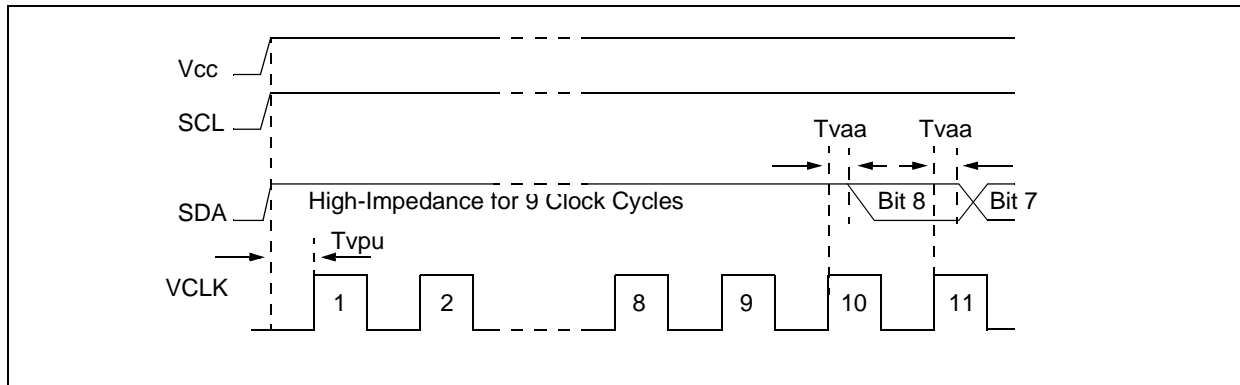 Vcc
SCL
Tvaa Tvaa
SDA High-Impedance for 9 Clock Cycles Bit 8 Bit 7
Tvpu
VCLK
1 2 8 9 10 11